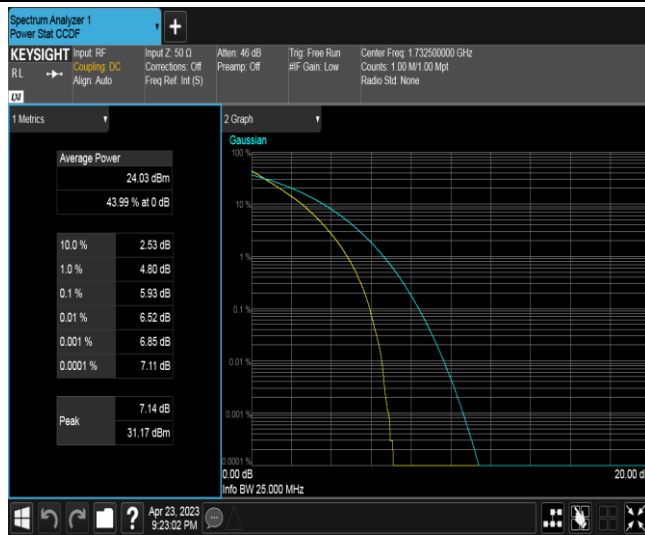 Spectrum Analyzer 1
Power Stat CCDF
+
KEYSIGHT
RL
LXI
Input: RF
Coupling: DC
Align: Auto
Input Z: 50 Ω
Corrections: Off
Freq Ref: Int (S)
Atten: 46 dB
Preamp: Off
Trig: Free Run
#IF Gain: Low
Center Freq: 1.732500000 GHz
Counts: 1.00 M/1.00 Mpt
Radio Std: None
1 Metrics
Average Power
24.03 dBm
43.99 % at 0 dB
10.0 % 2.53 dB
1.0 % 4.80 dB
0.1 % 5.93 dB
0.01 % 6.52 dB
0.001 % 6.85 dB
0.0001 % 7.11 dB
Peak 7.14 dB
31.17 dBm
2 Graph
Gaussian
100 %
10 %
1 %
0.1 %
0.01 %
0.001 %
0.0001 %
0.00 dB
20.00 d
Info BW 25.000 MHz
?
Apr 23, 2023
9:23:02 PM